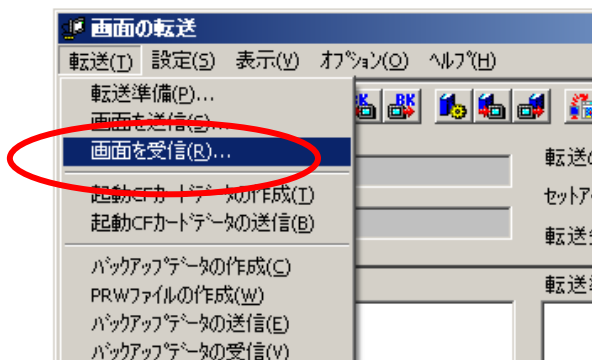 画面の転送
転送(T) 設定(S) 表示(V) ｵﾌﾟｼｮﾝ(O) ﾍﾙﾌﾟ(H)
転送準備(P)...
画面を送信(S)...
画面を受信(R)...
起動CFｶｰﾄﾞﾃﾞｰﾀの作成(T)
起動CFｶｰﾄﾞﾃﾞｰﾀの送信(B)
ﾊﾞｯｸｱｯﾌﾟﾃﾞｰﾀの作成(C)
PRWﾌｧｲﾙの作成(W)
ﾊﾞｯｸｱｯﾌﾟﾃﾞｰﾀの送信(E)
ﾊﾞｯｸｱｯﾌﾟﾃﾞｰﾀの受信(V)
BK BK
転送
ｾｯﾄｱ
転送
転送